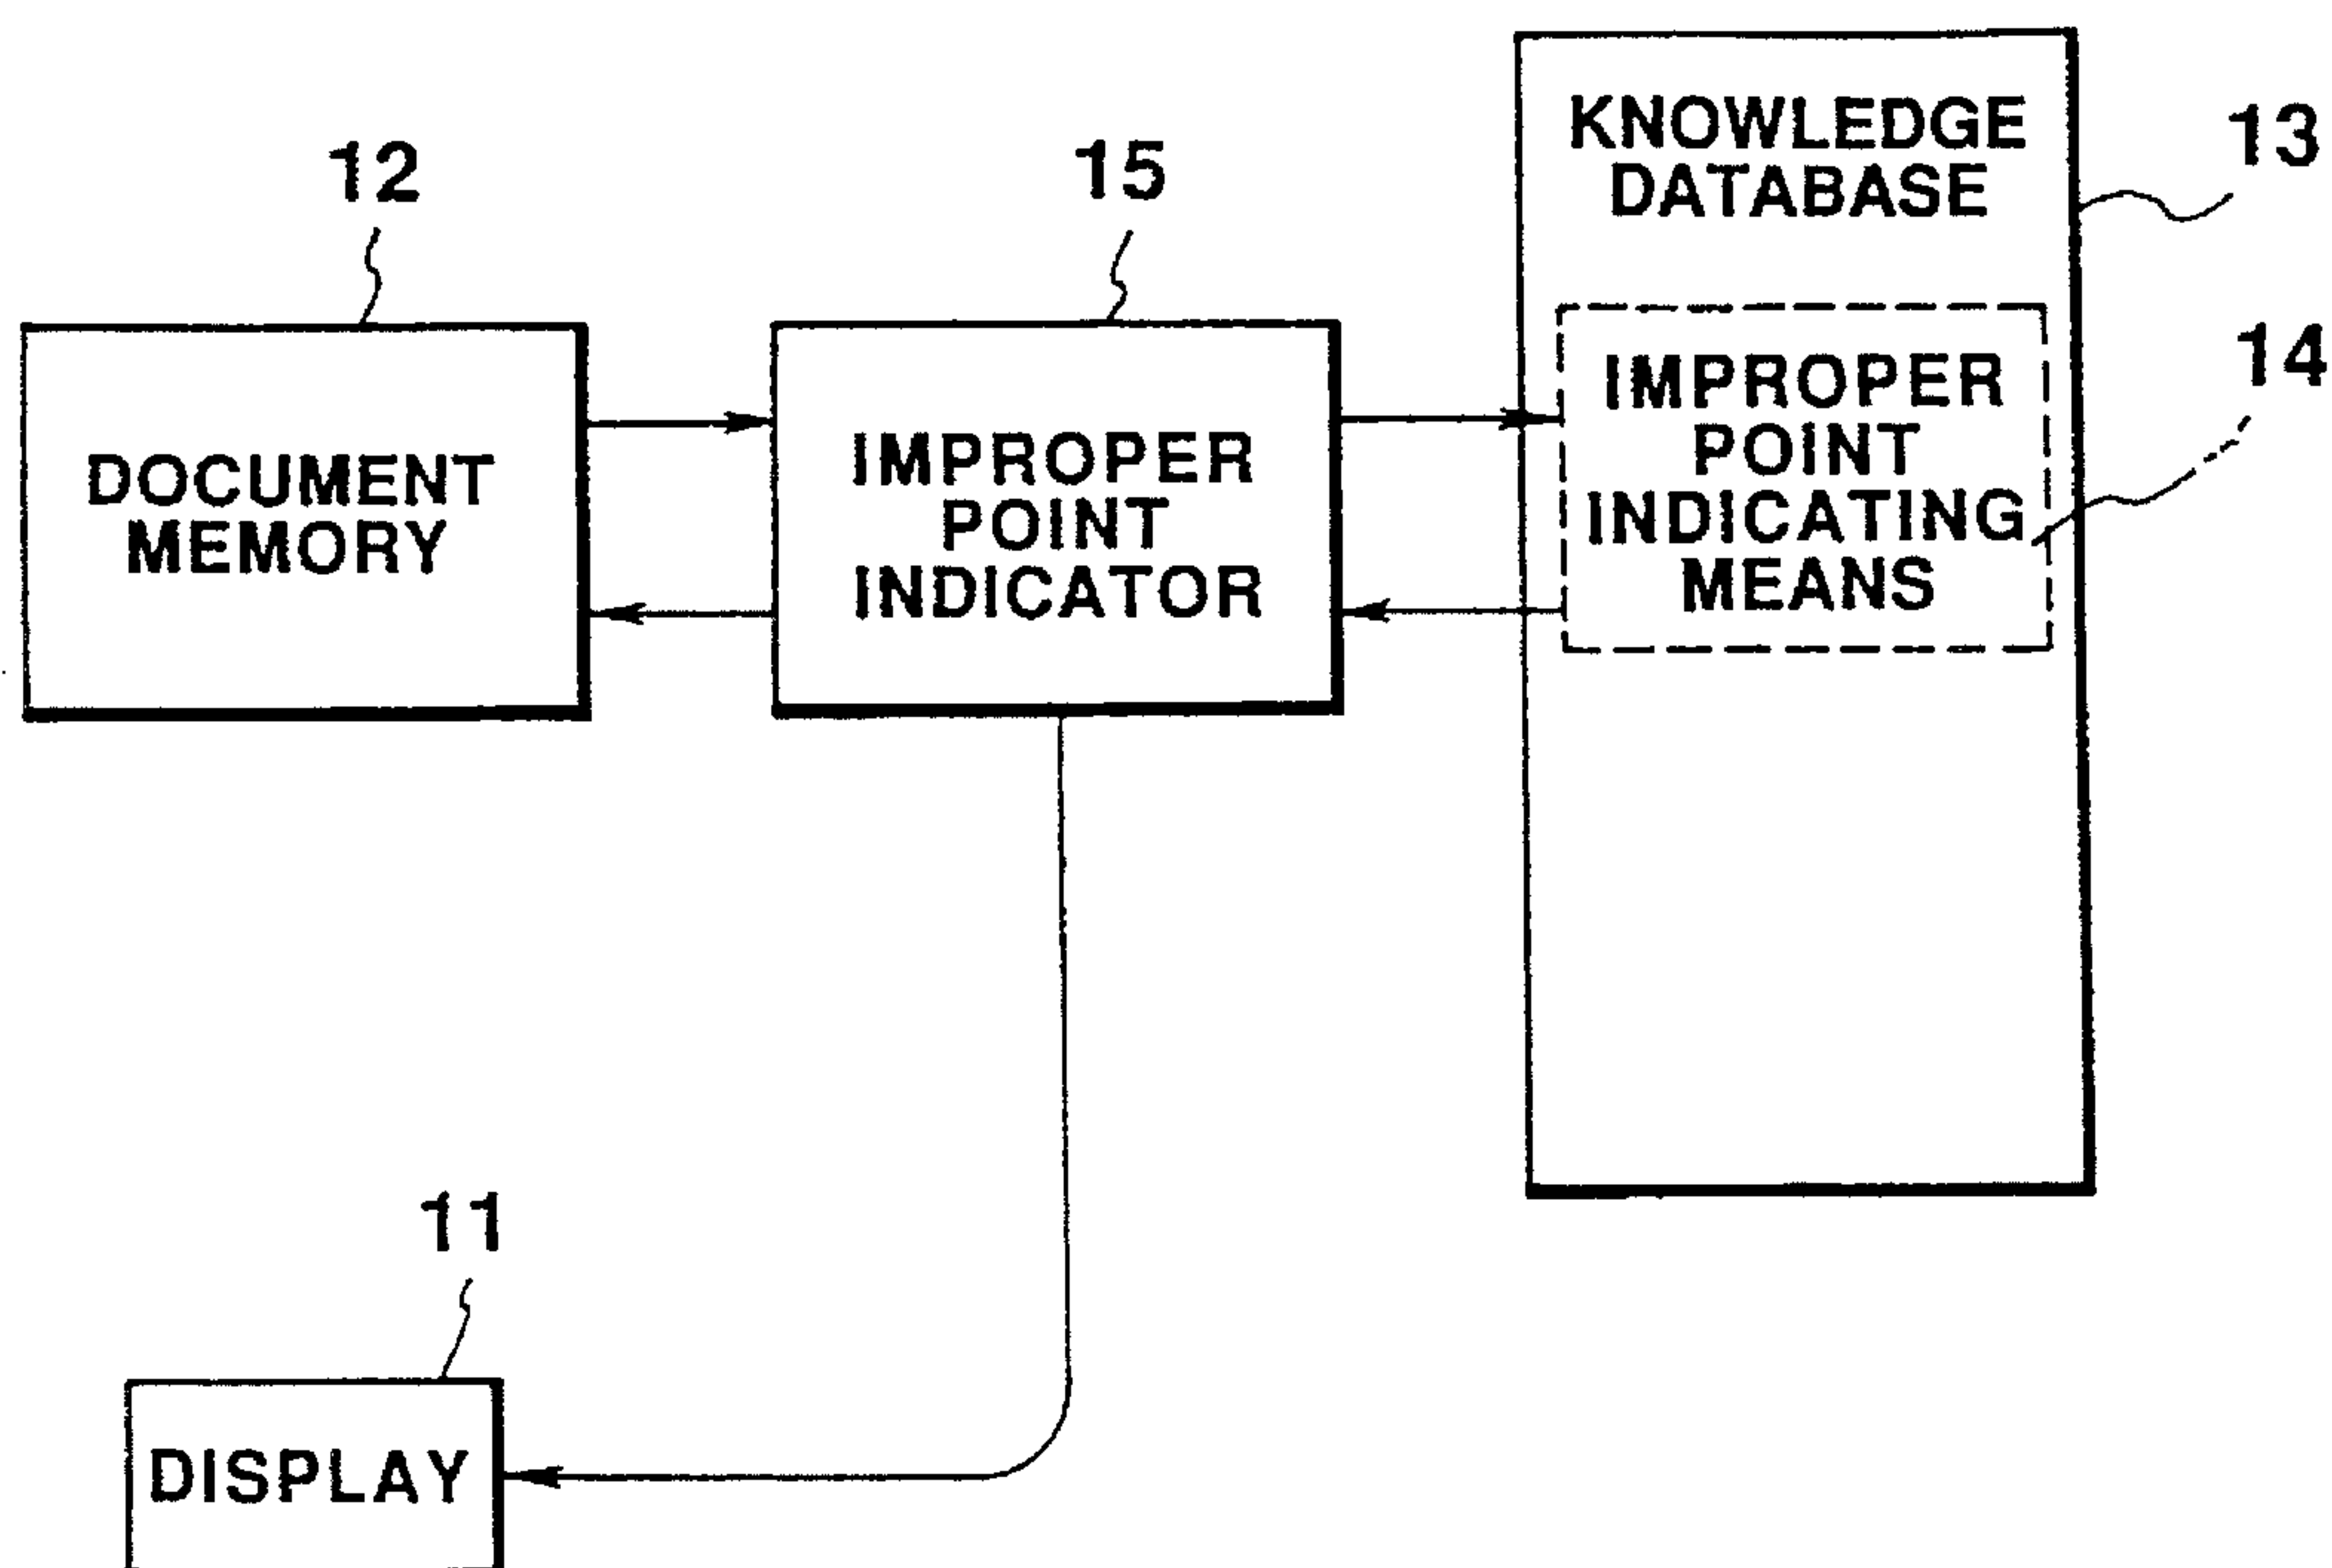 12
DOCUMENT
MEMORY
15
IMPROPER
POINT
INDICATOR
KNOWLEDGE
DATABASE
13
IMPROPER
POINT
INDICATING
MEANS
14
11
DISPLAY